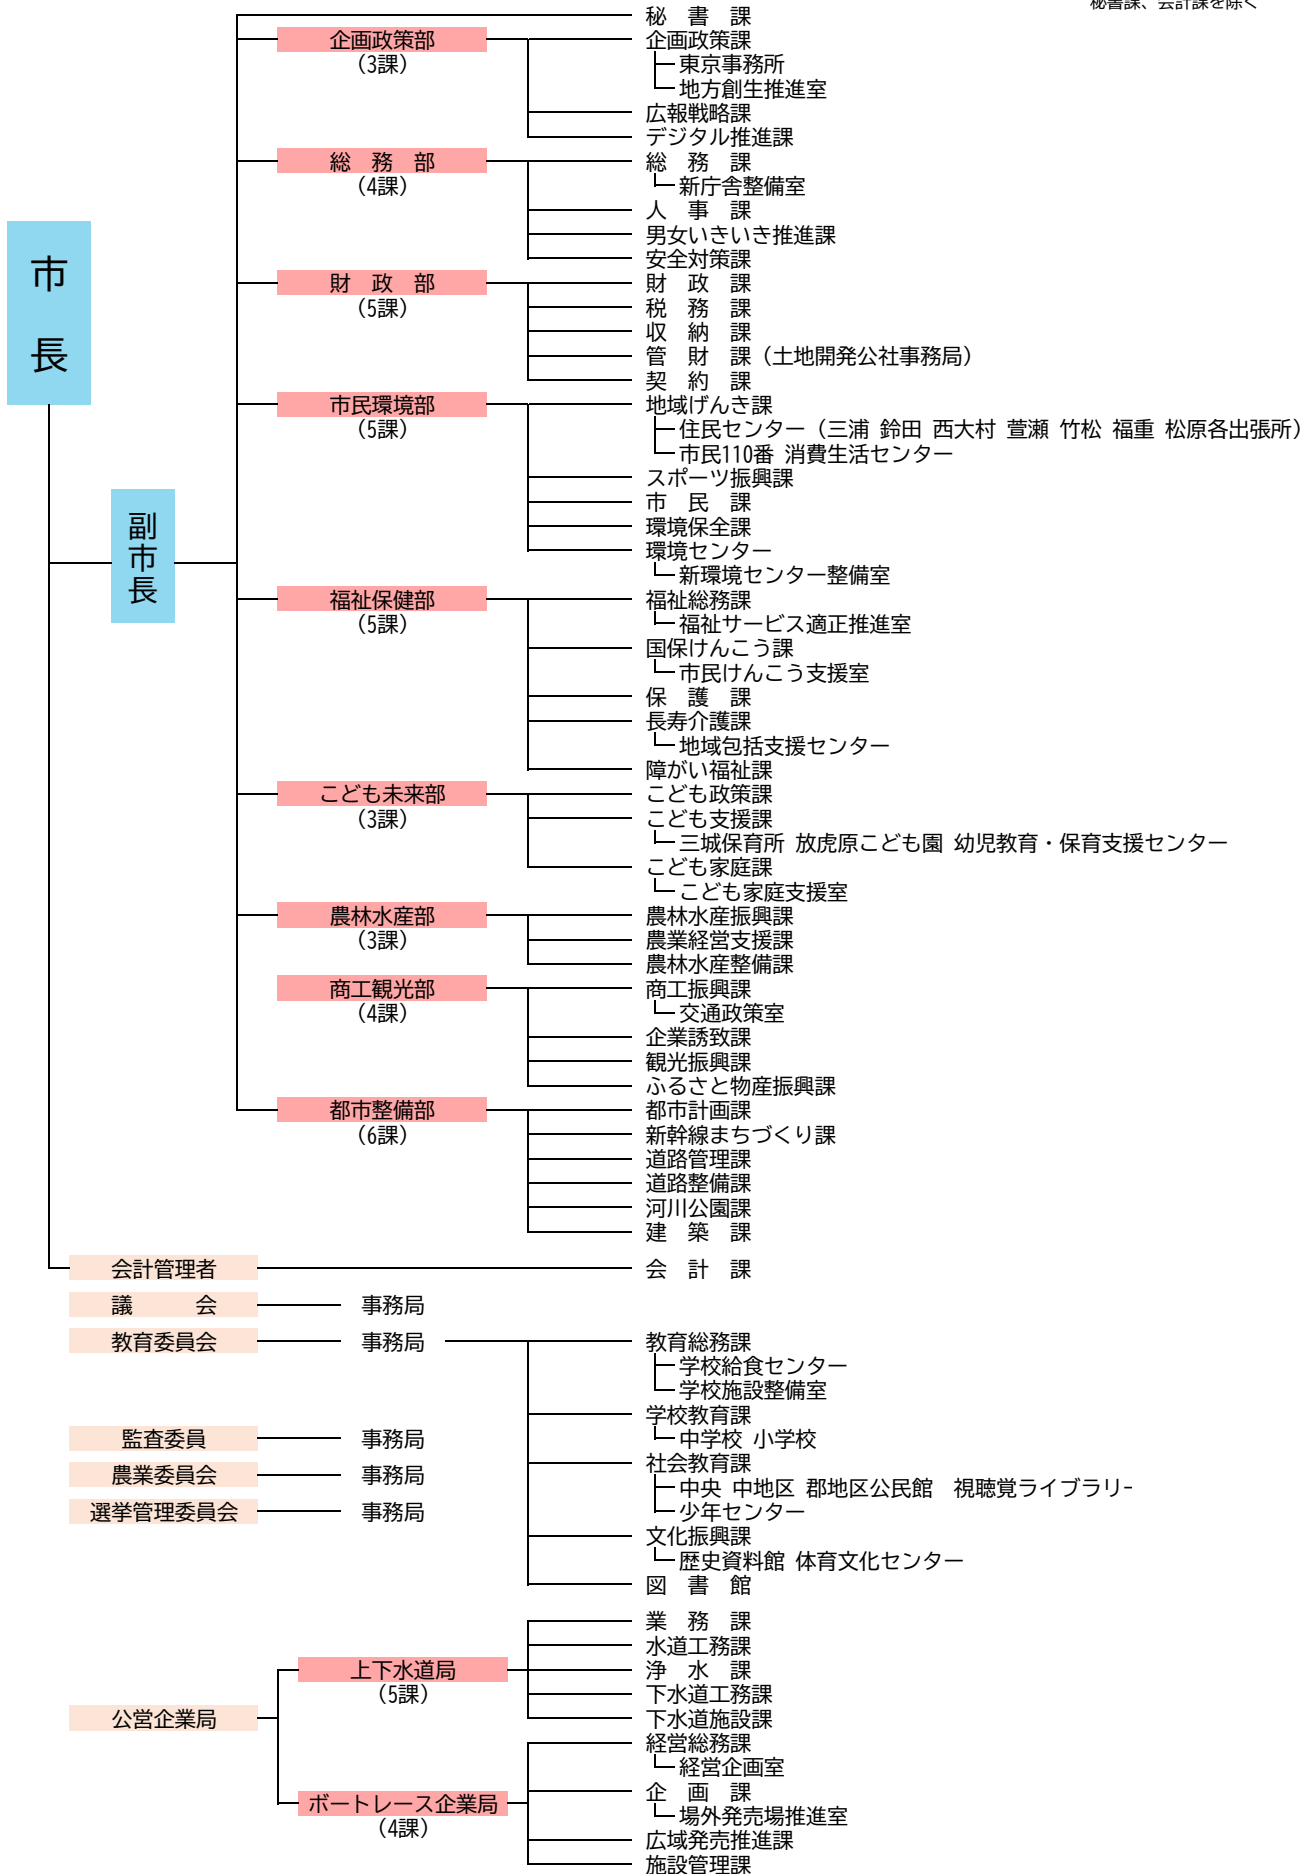 秘書課、会計課を除く
秘　書　課
企画政策部 企画政策課
(3課) 東京事務所
地方創生推進室
広報戦略課
デジタル推進課
総　務　部 総　務　課
(4課) 新庁舎整備室
人　事　課
男女いきいき推進課
安全対策課
市長
財　政　部 財　政　課
(5課) 税　務　課
収　納　課
管　財　課（土地開発公社事務局）
契　約　課
市民環境部 地域げんき課
(5課) 住民センター（三浦 鈴田 西大村 萱瀬 竹松 福重 松原各出張所）
市民110番 消費生活センター
スポーツ振興課
市　民　課
環境保全課
環境センター
副市長
新環境センター整備室
福祉保健部 福祉総務課
(5課) 福祉サービス適正推進室
国保けんこう課
市民けんこう支援室
保　護　課
長寿介護課
地域包括支援センター
障がい福祉課
こども未来部 こども政策課
(3課) こども支援課
三城保育所 放虎原こども園 幼児教育・保育支援センター
こども家庭課
こども家庭支援室
農林水産部 農林水産振興課
(3課) 農業経営支援課
農林水産整備課
商工観光部 商工振興課
(4課) 交通政策室
企業誘致課
観光振興課
ふるさと物産振興課
都市整備部 都市計画課
(6課) 新幹線まちづくり課
道路管理課
道路整備課
河川公園課
建　築　課
会計管理者 会　計　課
議　　　会 事務局
教育委員会 事務局 教育総務課
学校給食センター
学校施設整備室
学校教育課
監査委員 事務局 中学校 小学校
社会教育課
農業委員会 事務局 中央 中地区 郡地区公民館　視聴覚ライブラリー
選挙管理委員会 事務局 少年センター
文化振興課
歴史資料館 体育文化センター
図　書　館
業　務　課
水道工務課
上下水道局 浄　水　課
(5課) 下水道工務課
公営企業局 下水道施設課
経営総務課
経営企画室
企　画　課
ボートレース企業局 場外発売場推進室
(4課) 広域発売推進課
施設管理課